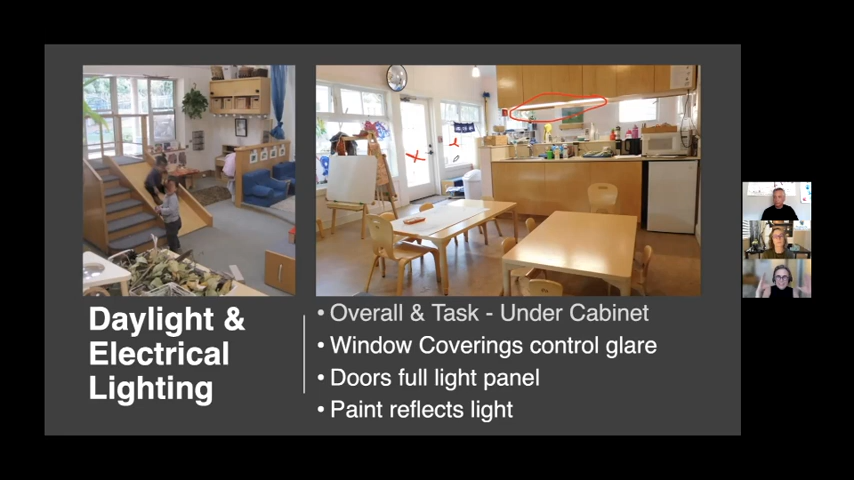 Daylight &
Electrical
Lighting
• Overall & Task - Under Cabinet
• Window Coverings control glare
• Doors full light panel
• Paint reflects light